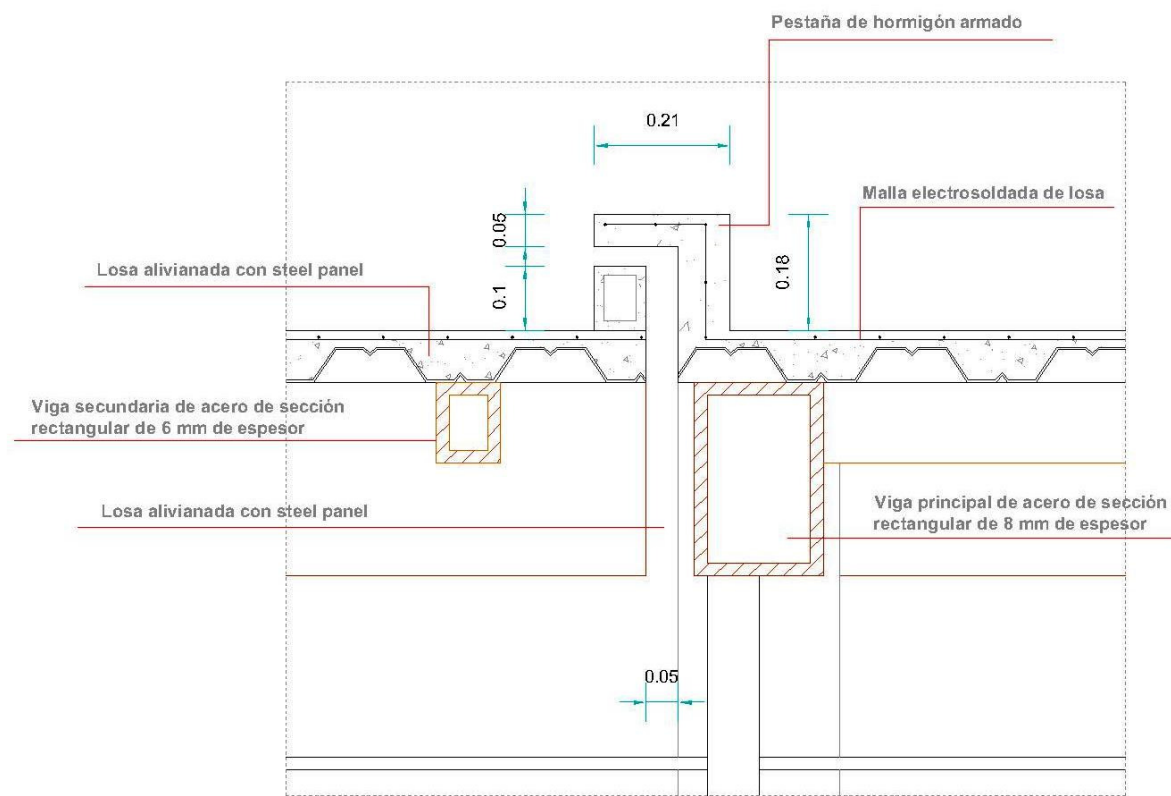 Pestaña de hormigón armado
0.21
Malla electrosoldada de losa
0.05
0.18
Losa alivianada con steel panel
0.1
Viga secundaria de acero de sección
rectangular de 6 mm de espesor
Losa alivianada con steel panel
Viga principal de acero de sección
rectangular de 8 mm de espesor
0.05